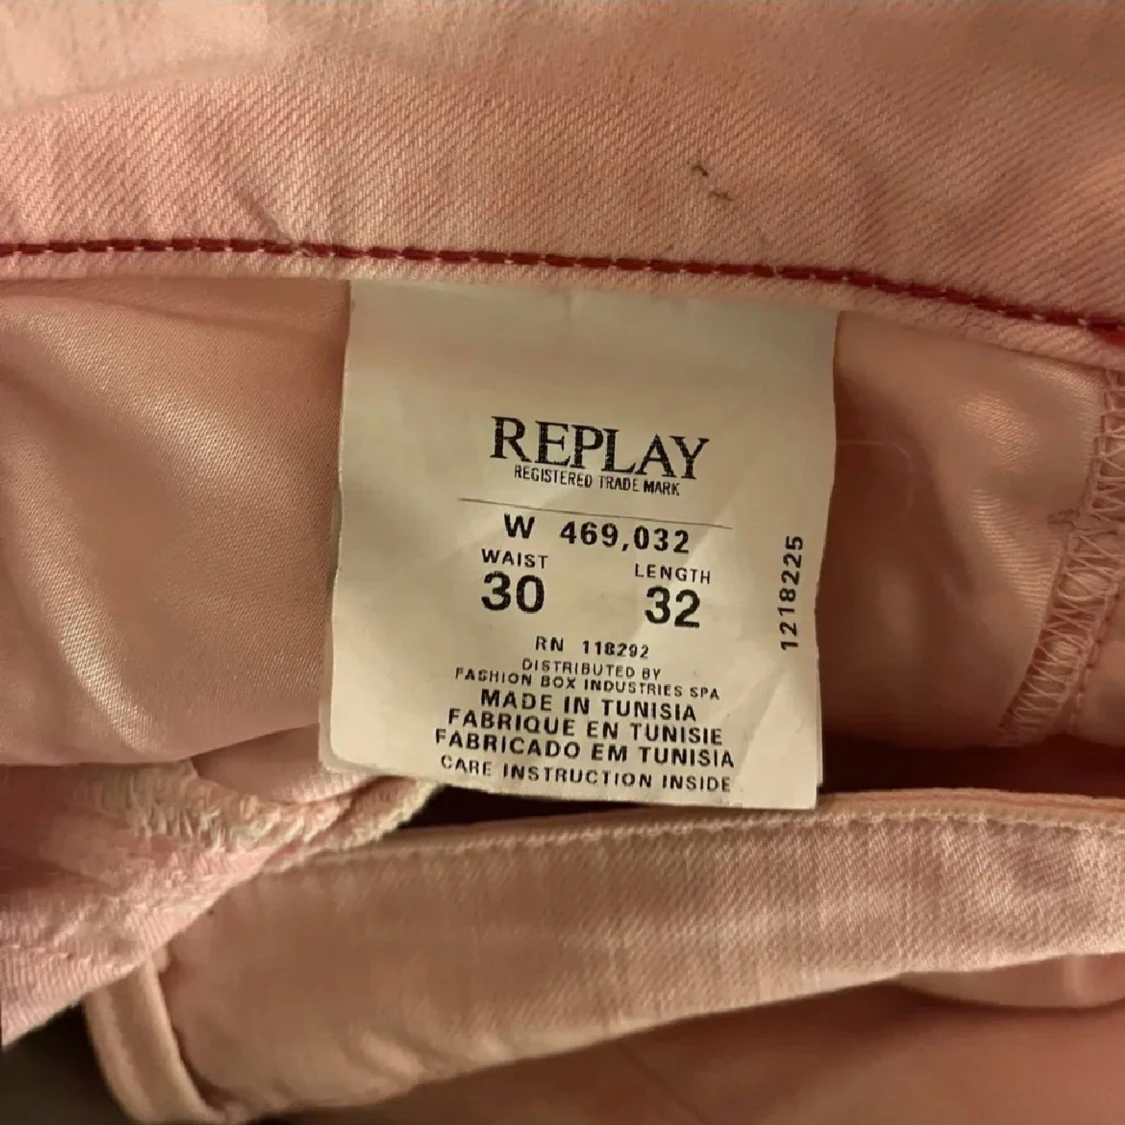 REPLAY
REGISTERED TRADE MARK
W 469,032
WAIST LENGTH
30 32
RN 118292
DISTRIBUTED BY
FASHION BOX INDUSTRIES SPA
MADE IN TUNISIA
FABRIQUE EN TUNISIE
FABRICADO EM TUNISIA
CARE INSTRUCTION INSIDE
1218225